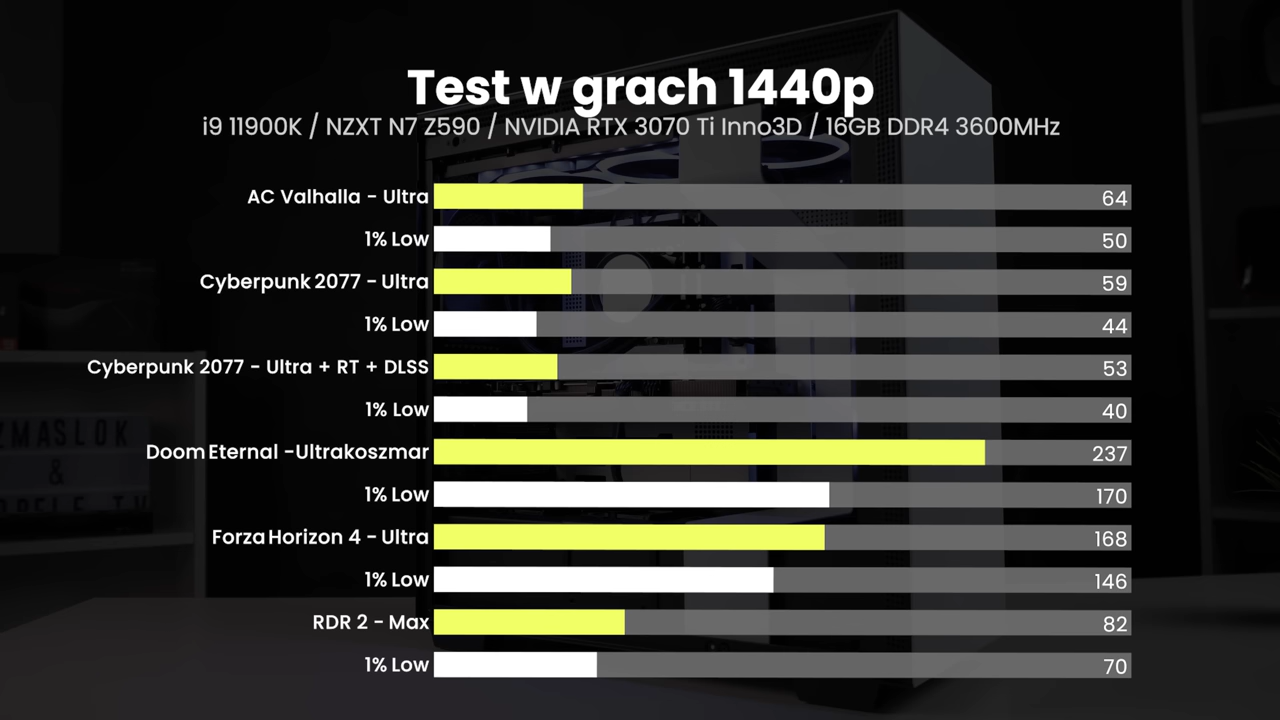 Test w grach 1440p
i9 11900K / NZXT N7 Z590 / NVIDIA RTX 3070 Ti Inno3D / 16GB DDR4 3600MHz
AC Valhalla - Ultra 64
1% Low 50
Cyberpunk 2077 - Ultra 59
1% Low 44
Cyberpunk 2077 - Ultra + RT + DLSS 53
1% Low 40
Doom Eternal -Ultrakoszmar 237
1% Low 170
Forza Horizon 4 - Ultra 168
1% Low 146
RDR 2 - Max 82
1% Low 70
ZMASLOK
&